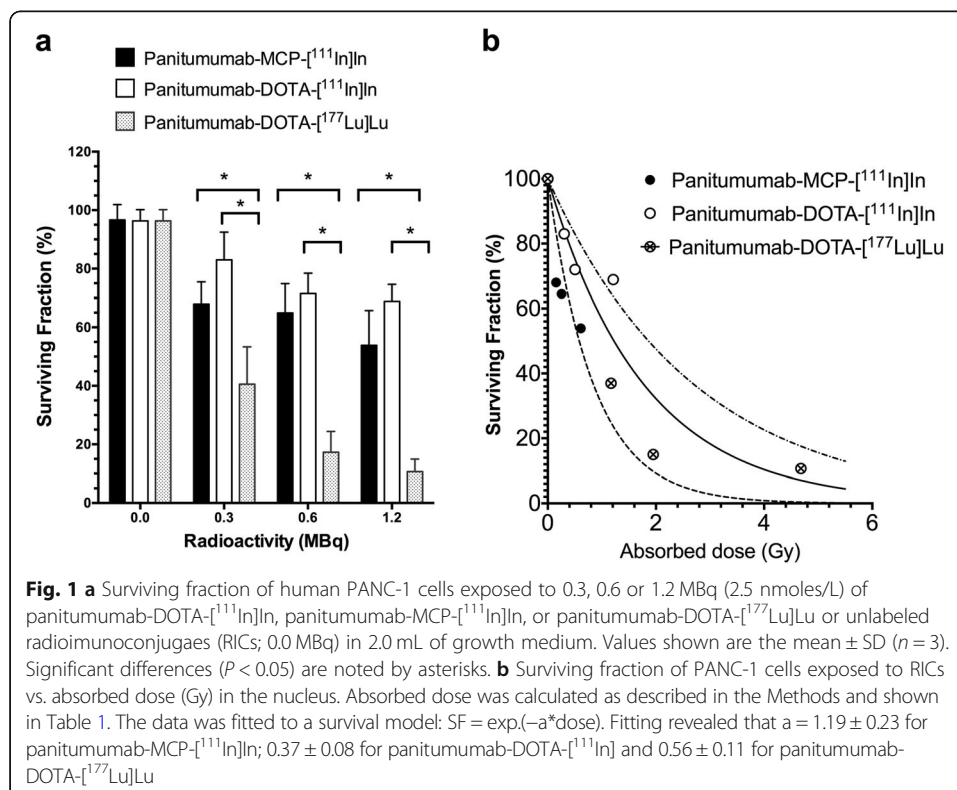 a
Panitumumab-MCP-[111In]In
Panitumumab-DOTA-[111In]In
Panitumumab-DOTA-[177Lu]Lu
120
100
80
60
40
20
0
Surviving Fraction (%)
* * *
* * *
0.0 0.3 0.6 1.2
Radioactivity (MBq)
b
Panitumumab-MCP-[111In]In
Panitumumab-DOTA-[111In]In
Panitumumab-DOTA-[177Lu]Lu
100
80
60
40
20
0
Surviving Fraction (%)
0 2 4 6
Absorbed dose (Gy)
Fig. 1 a Surviving fraction of human PANC-1 cells exposed to 0.3, 0.6 or 1.2 MBq (2.5 nmoles/L) of
panitumumab-DOTA-[111In]In, panitumumab-MCP-[111In]In, or panitumumab-DOTA-[177Lu]Lu or unlabeled
radioimunoconjugaes (RICs; 0.0 MBq) in 2.0 mL of growth medium. Values shown are the mean ± SD (n = 3).
Significant differences (P < 0.05) are noted by asterisks. b Surviving fraction of PANC-1 cells exposed to RICs
vs. absorbed dose (Gy) in the nucleus. Absorbed dose was calculated as described in the Methods and shown
in Table 1. The data was fitted to a survival model: SF = exp.(−a*dose). Fitting revealed that a = 1.19 ± 0.23 for
panitumumab-MCP-[111In]In; 0.37 ± 0.08 for panitumumab-DOTA-[111In] and 0.56 ± 0.11 for panitumumab-
DOTA-[177Lu]Lu